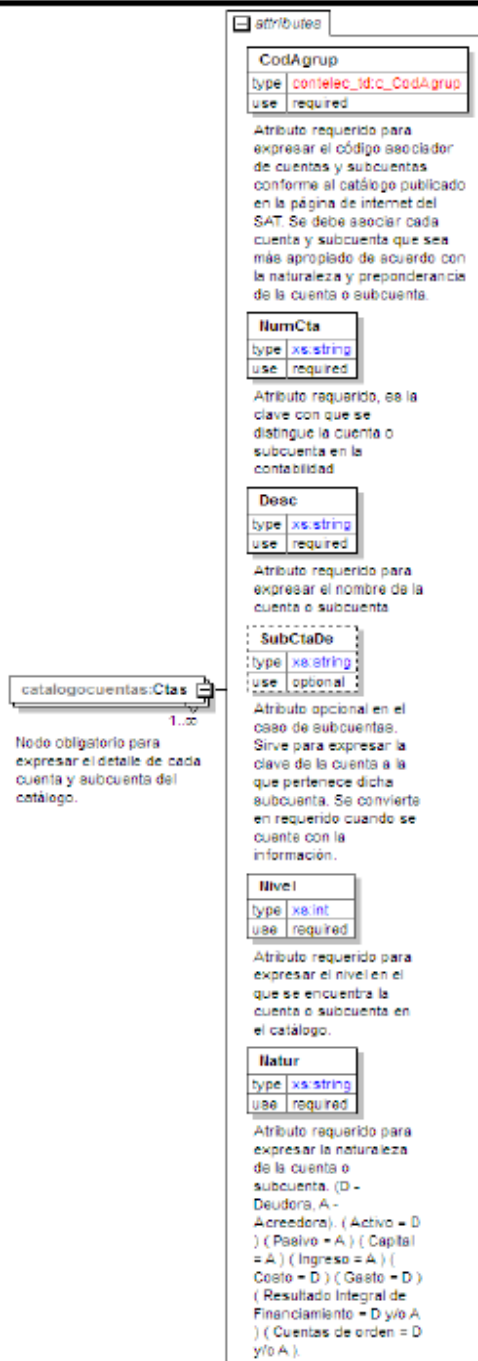 attributes
CodAgrup
type contelec_td:c_CodAgrup
use required
Atributo requerido para
expresar el código asociador
de cuentas y subcuentas
conforme al catálogo publicado
en la página de internet del
SAT. Se debe asociar cada
cuenta y subcuenta que sea
más apropiado de acuerdo con
la naturaleza y preponderancia
de la cuenta o subcuenta.
NumCta
type xs:string
use required
Atributo requerido, es la
clave con que se
distingue la cuenta o
subcuenta en la
contabilidad
Desc
type xs:string
use required
Atributo requerido para
expresar el nombre de la
cuenta o subcuenta
SubCtaDe
type xs:string
use optional
catalogocuentas:Ctas
1..∞
Nodo obligatorio para
expresar el detalle de cada
cuenta y subcuenta del
catálogo.
Atributo opcional en el
caso de subcuentas.
Sirve para expresar la
clave de la cuenta a la
que pertenece dicha
subcuenta. Se convierte
en requerido cuando se
cuente con la
información.
Nivel
type xs:int
use required
Atributo requerido para
expresar el nivel en el
que se encuentra la
cuenta o subcuenta en
el catálogo.
Natur
type xs:string
use required
Atributo requerido para
expresar la naturaleza
de la cuenta o
subcuenta. (D -
Deudora, A -
Acreedora). ( Activo = D
) ( Pasivo = A ) ( Capital
= A ) ( Ingreso = A ) (
Costo = D ) ( Gasto = D )
( Resultado Integral de
Financiamiento = D y/o A
) ( Cuentas de orden = D
y/o A ).